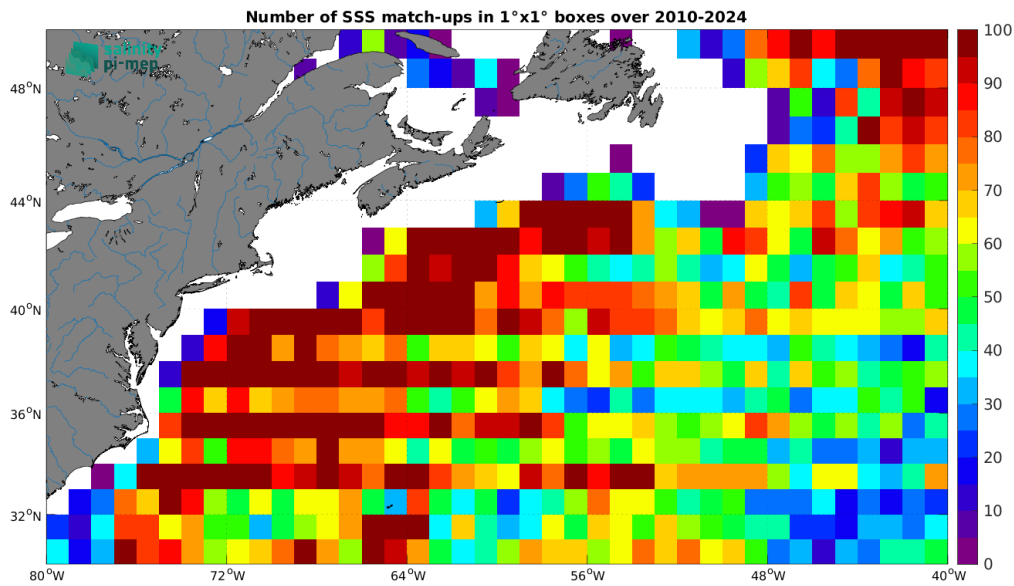 Number of SSS match-ups in 1°x1° boxes over 2010-2024
salinity
pi-mep
48°N
44°N
40°N
36°N
32°N
80°W 72°W 64°W 56°W 48°W 40°W
100
90
80
70
60
50
40
30
20
10
0